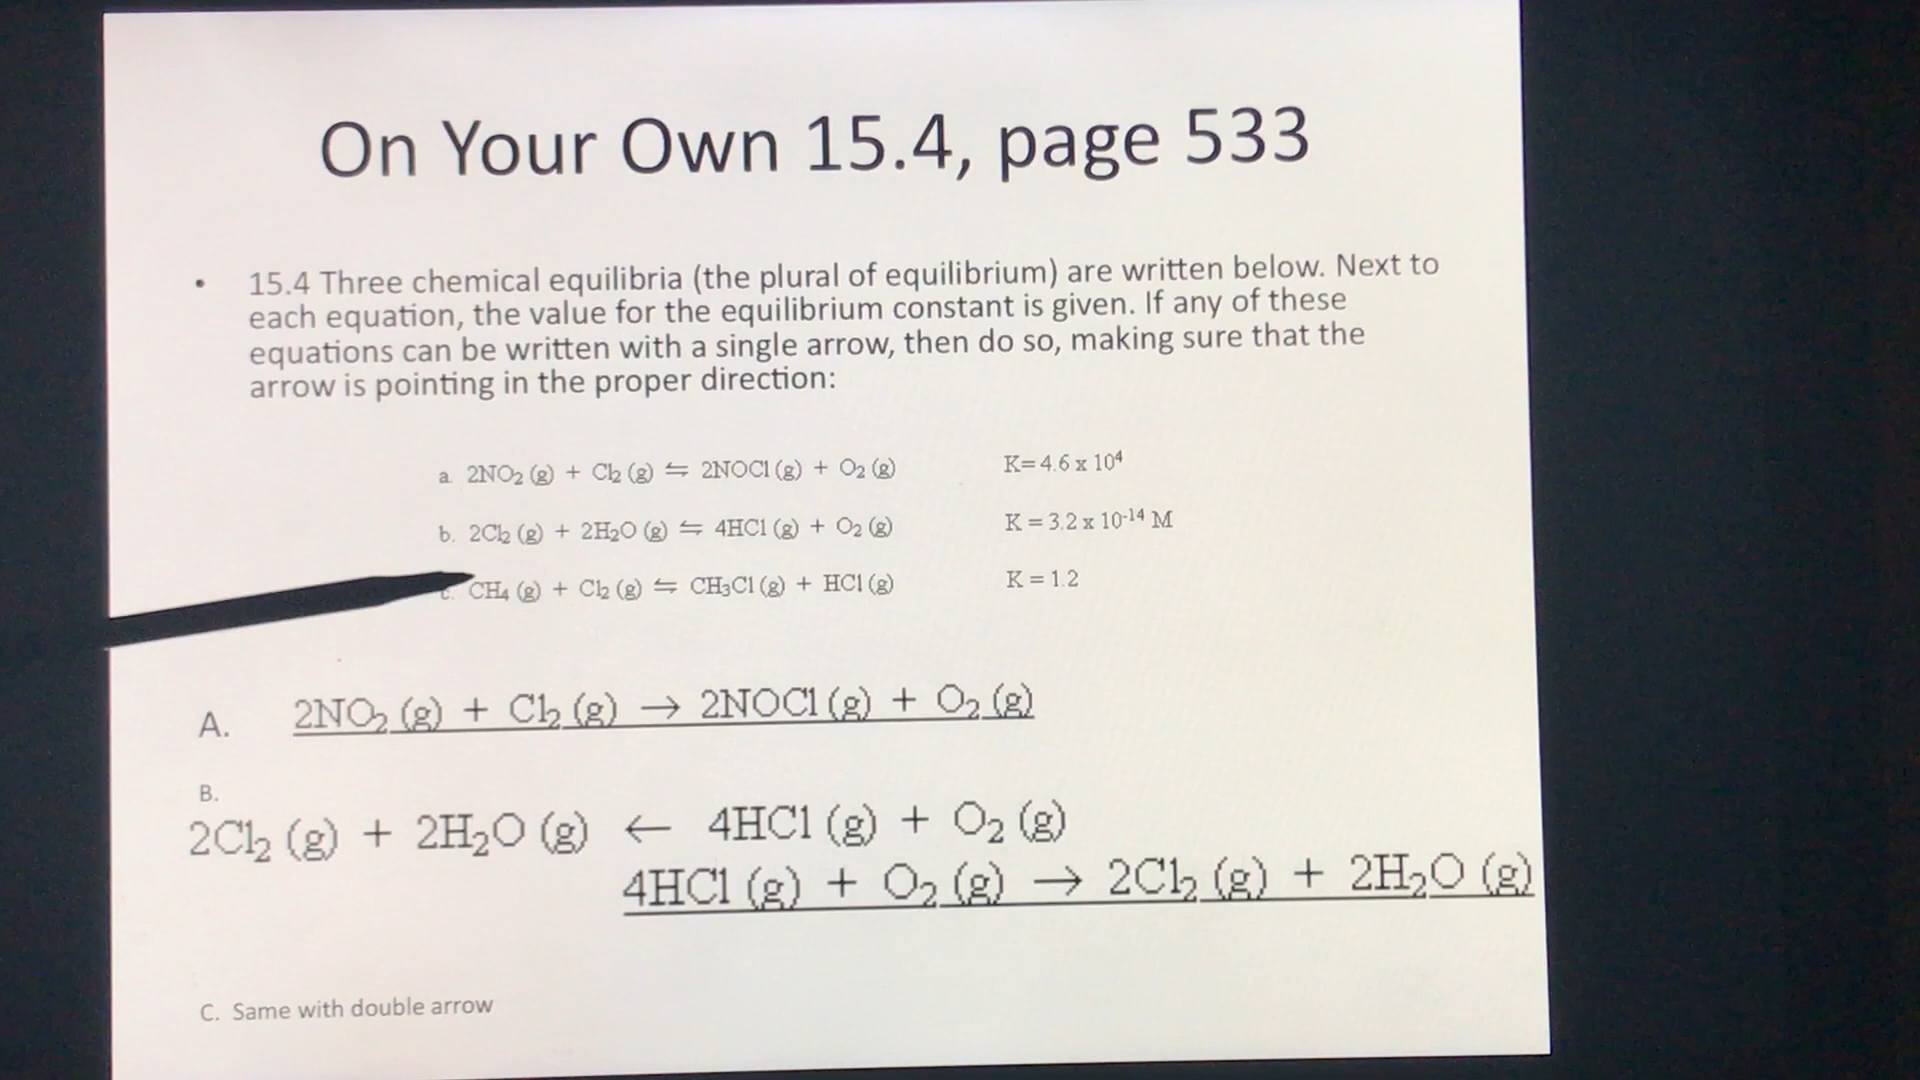 On Your Own 15.4, page 533
• 15.4 Three chemical equilibria (the plural of equilibrium) are written below. Next to
each equation, the value for the equilibrium constant is given. If any of these
equations can be written with a single arrow, then do so, making sure that the
arrow is pointing in the proper direction:
a. 2NO₂ (g) + Cl₂ (g) ⇆ 2NOCl (g) + O₂ (g) K= 4.6 x 10⁴
b. 2Cl₂ (g) + 2H₂O (g) ⇆ 4HCl (g) + O₂ (g) K = 3.2 x 10⁻¹⁴ M
c. CH₄ (g) + Cl₂ (g) ⇆ CH₃Cl (g) + HCl (g) K = 1.2
A. 2NO₂ (g) + Cl₂ (g) → 2NOCl (g) + O₂ (g)
B.
2Cl₂ (g) + 2H₂O (g) ← 4HCl (g) + O₂ (g)
4HCl (g) + O₂ (g) → 2Cl₂ (g) + 2H₂O (g)
C. Same with double arrow